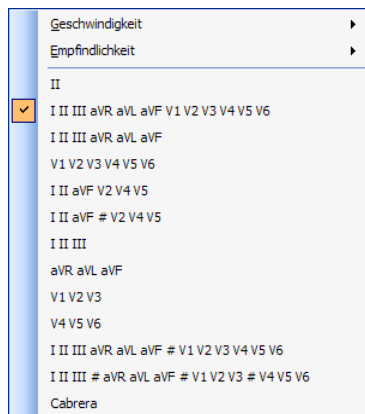 Geschwindigkeit
Empfindlichkeit
II
I II III aVR aVL aVF V1 V2 V3 V4 V5 V6
I II III aVR aVL aVF
V1 V2 V3 V4 V5 V6
I II aVF V2 V4 V5
I II aVF # V2 V4 V5
I II III
aVR aVL aVF
V1 V2 V3
V4 V5 V6
I II III aVR aVL aVF # V1 V2 V3 V4 V5 V6
I II III # aVR aVL aVF # V1 V2 V3 # V4 V5 V6
Cabrera